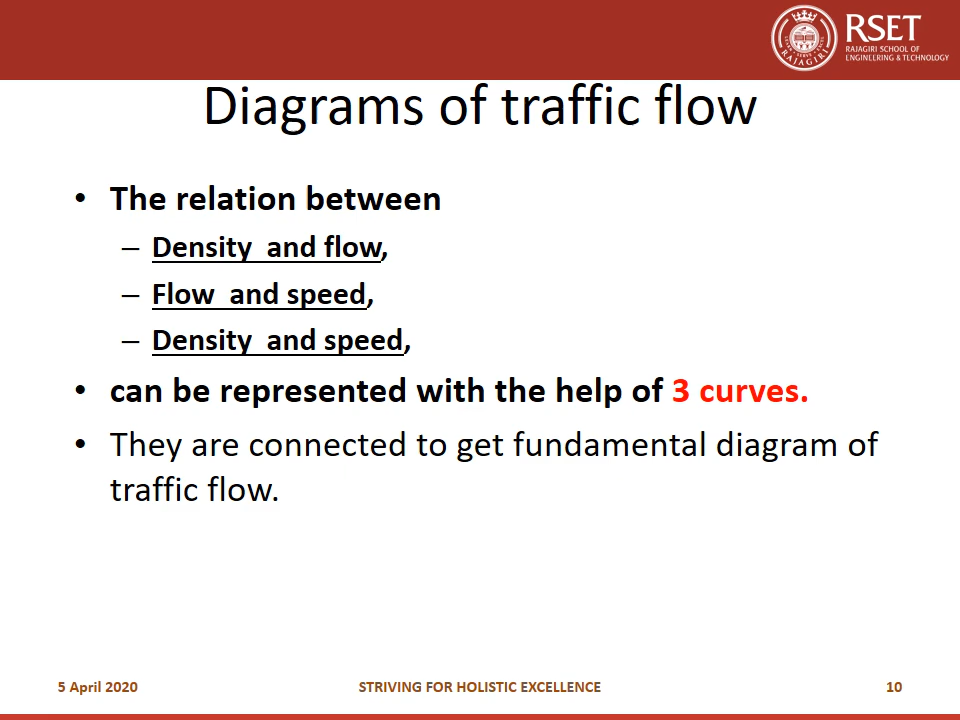 RSET
RAJAGIRI SCHOOL OF
ENGINEERING & TECHNOLOGY
RAJAGIRI
Diagrams of traffic flow
• The relation between
– Density and flow,
– Flow and speed,
– Density and speed,
• can be represented with the help of 3 curves.
• They are connected to get fundamental diagram of
traffic flow.
5 April 2020
STRIVING FOR HOLISTIC EXCELLENCE
10